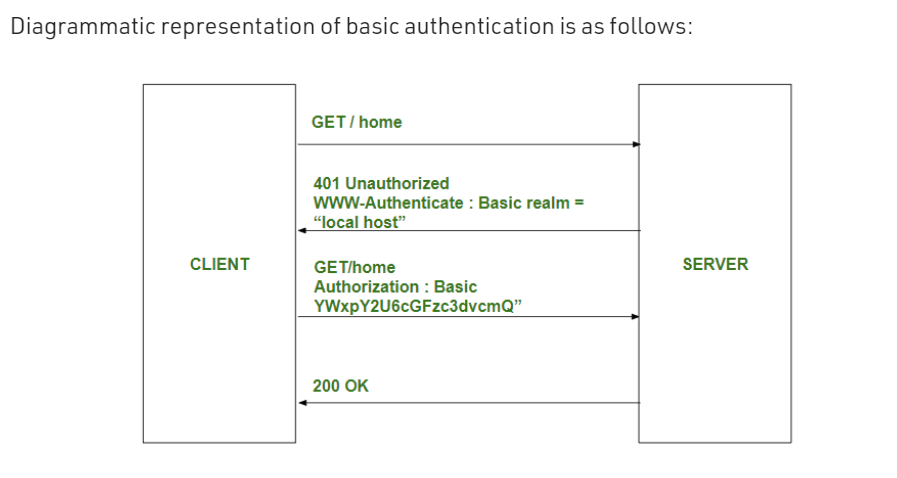 Diagrammatic representation of basic authentication is as follows:
GET / home
401 Unauthorized
WWW-Authenticate : Basic realm =
“local host”
CLIENT
SERVER
GET/home
Authorization : Basic
YWxpY2U6cGFzc3dvcmQ”
200 OK